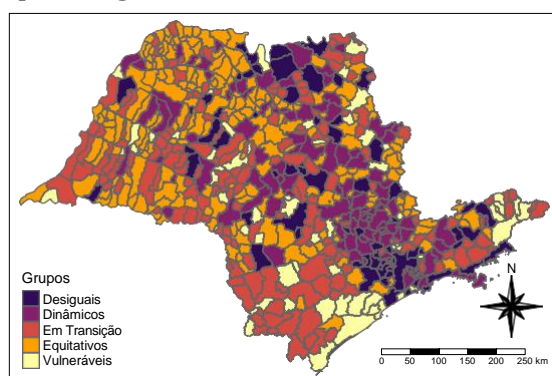 N
Grupos
Desiguais
Dinâmicos
Em Transição
Equitativos
Vulneráveis
0 50 100 150 200 250 km